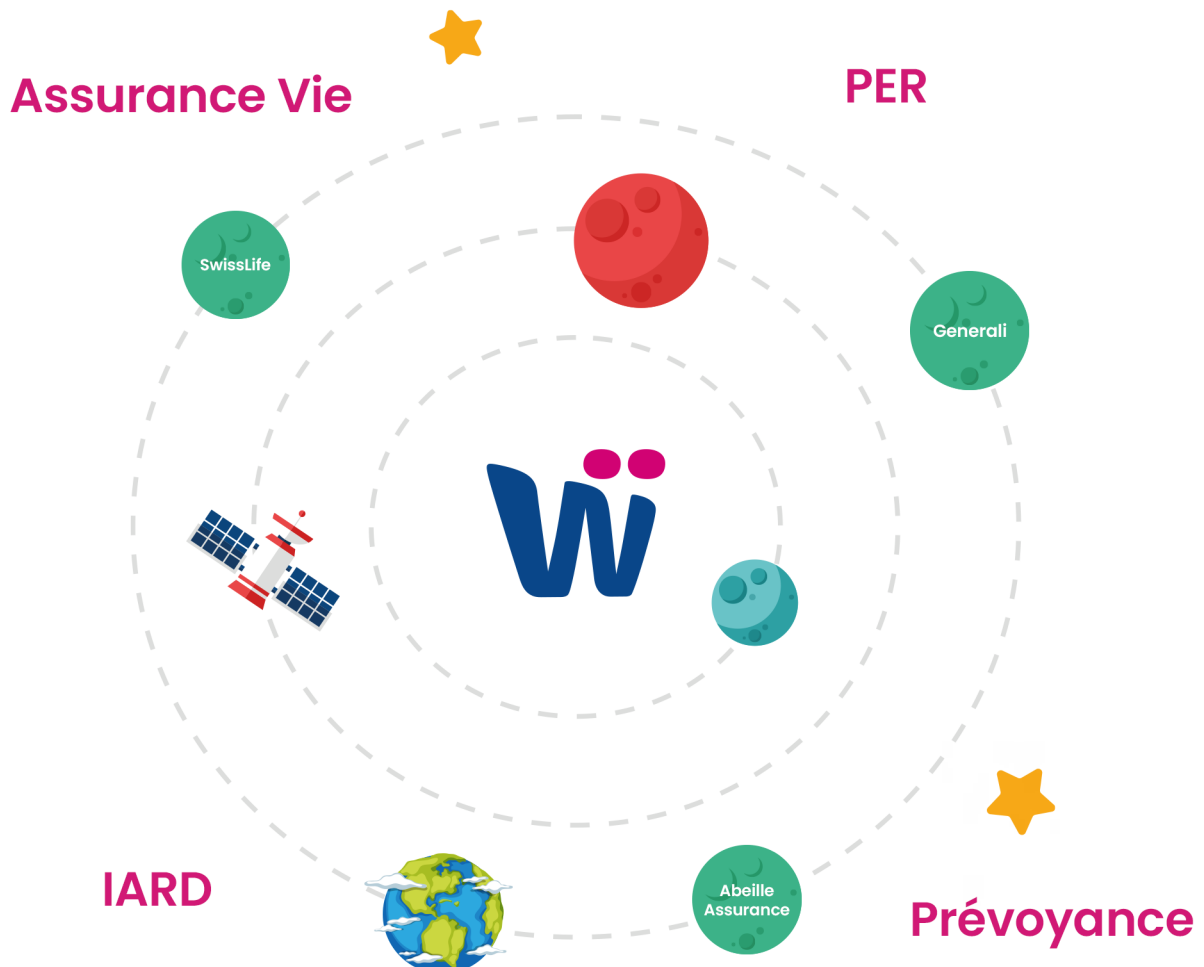 Assurance Vie
PER
SwissLife
Generali
Ẅ
IARD
Abeille
Assurance
Prévoyance